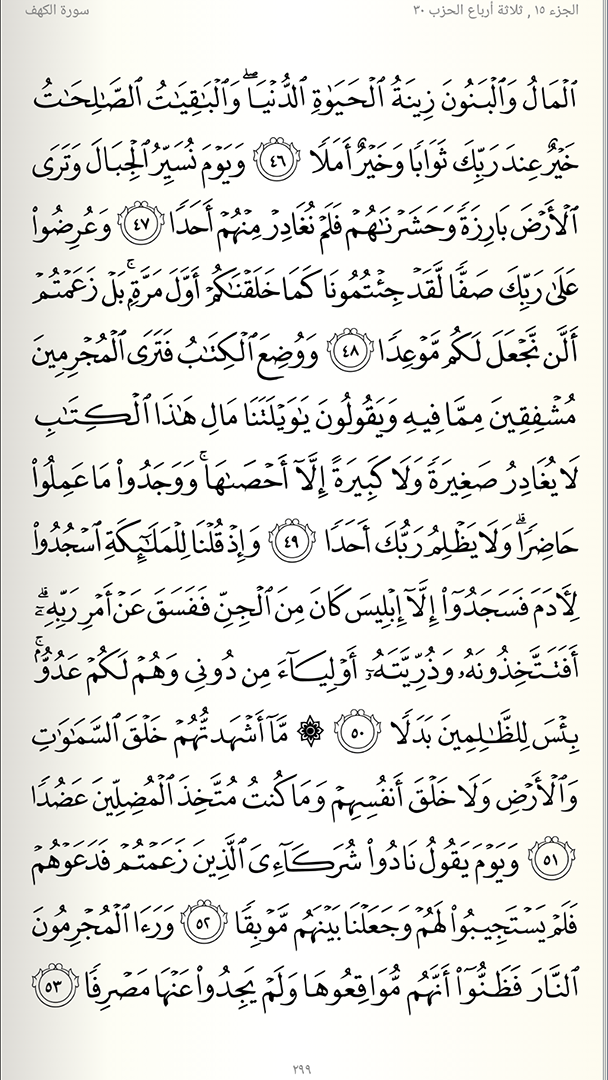 الجزء ١٥ , ثلاثة أرباع الحزب ٣٠
سورة الكهف
ٱلۡمَالُ وَٱلۡبَنُونَ زِينَةُ ٱلۡحَيَوٰةِ ٱلدُّنۡيَاۖ وَٱلۡبَٰقِيَٰتُ ٱلصَّٰلِحَٰتُ
خَيۡرٌ عِندَ رَبِّكَ ثَوَابٗا وَخَيۡرٌ أَمَلٗا ٤٦ وَيَوۡمَ نُسَيِّرُ ٱلۡجِبَالَ وَتَرَى
ٱلۡأَرۡضَ بَارِزَةٗ وَحَشَرۡنَٰهُمۡ فَلَمۡ نُغَادِرۡ مِنۡهُمۡ أَحَدٗا ٤٧ وَعُرِضُواْ
عَلَىٰ رَبِّكَ صَفّٗا لَّقَدۡ جِئۡتُمُونَا كَمَا خَلَقۡنَٰكُمۡ أَوَّلَ مَرَّةِۭۚ بَلۡ زَعَمۡتُمۡ
أَلَّن نَّجۡعَلَ لَكُم مَّوۡعِدٗا ٤٨ وَوُضِعَ ٱلۡكِتَٰبُ فَتَرَى ٱلۡمُجۡرِمِينَ
مُشۡفِقِينَ مِمَّا فِيهِ وَيَقُولُونَ يَٰوَيۡلَتَنَا مَالِ هَٰذَا ٱلۡكِتَٰبِ
لَا يُغَادِرُ صَغِيرَةٗ وَلَا كَبِيرَةً إِلَّآ أَحۡصَىٰهَاۚ وَوَجَدُواْ مَا عَمِلُواْ
حَاضِرٗاۗ وَلَا يَظۡلِمُ رَبُّكَ أَحَدٗا ٤٩ وَإِذۡ قُلۡنَا لِلۡمَلَٰٓئِكَةِ ٱسۡجُدُواْ
لِأٓدَمَ فَسَجَدُوٓاْ إِلَّآ إِبۡلِيسَ كَانَ مِنَ ٱلۡجِنِّ فَفَسَقَ عَنۡ أَمۡرِ رَبِّهِۦٓۗ
أَفَتَتَّخِذُونَهُۥ وَذُرِّيَّتَهُۥٓ أَوۡلِيَآءَ مِن دُونِي وَهُمۡ لَكُمۡ عَدُوُّۢۚ
بِئۡسَ لِلظَّٰلِمِينَ بَدَلٗا ٥٠ ۞ مَّآ أَشۡهَدتُّهُمۡ خَلۡقَ ٱلسَّمَٰوَٰتِ
وَٱلۡأَرۡضِ وَلَا خَلۡقَ أَنفُسِهِمۡ وَمَا كُنتُ مُتَّخِذَ ٱلۡمُضِلِّينَ عَضُدٗا
٥١ وَيَوۡمَ يَقُولُ نَادُواْ شُرَكَآءِيَ ٱلَّذِينَ زَعَمۡتُمۡ فَدَعَوۡهُمۡ
فَلَمۡ يَسۡتَجِيبُواْ لَهُمۡ وَجَعَلۡنَا بَيۡنَهُم مَّوۡبِقٗا ٥٢ وَرَءَا ٱلۡمُجۡرِمُونَ
ٱلنَّارَ فَظَنُّوٓاْ أَنَّهُم مُّوَاقِعُوهَا وَلَمۡ يَجِدُواْ عَنۡهَا مَصۡرِفٗا ٥٣
٢٩٩